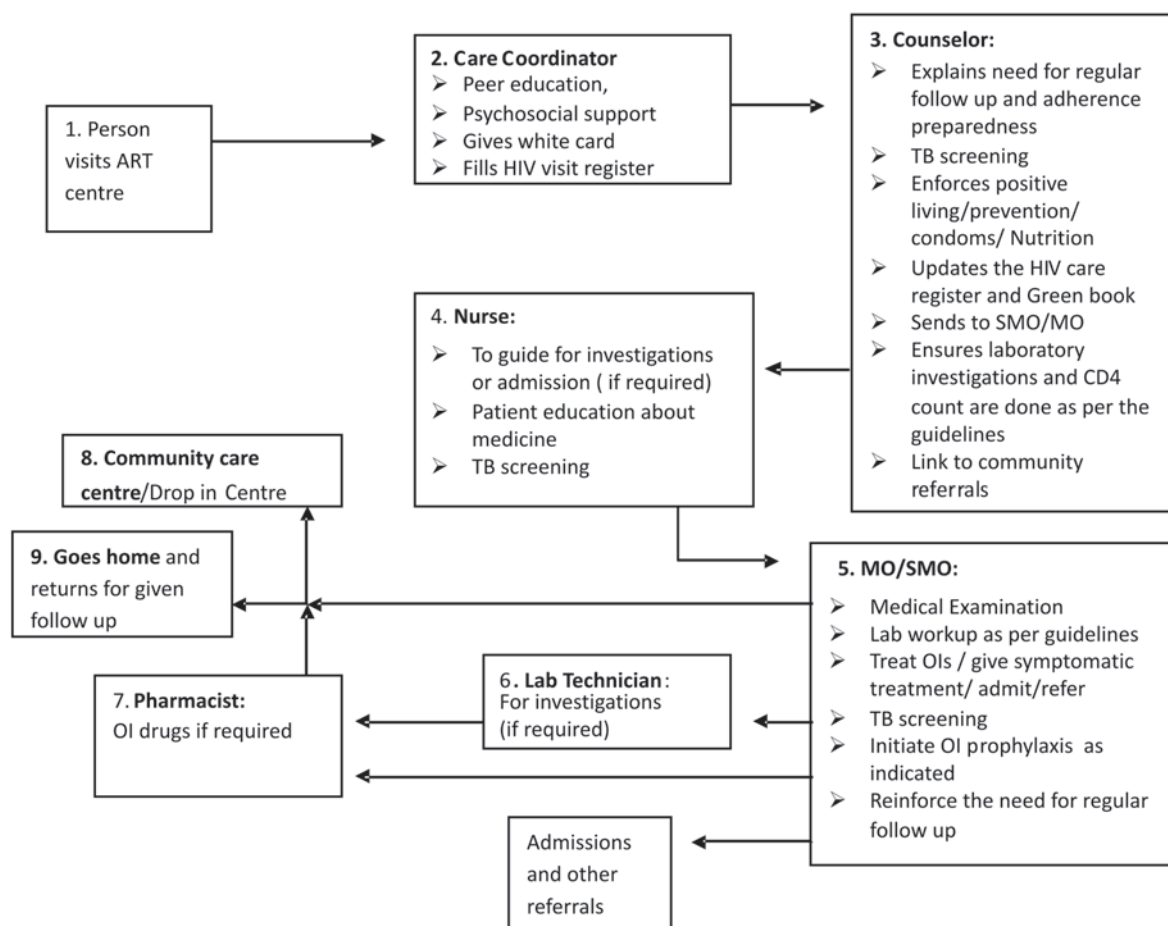 1. Person
visits ART
centre
2. Care Coordinator
➢ Peer education,
➢ Psychosocial support
➢ Gives white card
➢ Fills HIV visit register
3. Counselor:
➢ Explains need for regular
follow up and adherence
preparedness
➢ TB screening
➢ Enforces positive
living/prevention/
condoms/ Nutrition
➢ Updates the HIV care
register and Green book
➢ Sends to SMO/MO
➢ Ensures laboratory
investigations and CD4
count are done as per the
guidelines
➢ Link to community
referrals
4. Nurse:
➢ To guide for investigations
or admission ( if required)
➢ Patient education about
medicine
➢ TB screening
5. MO/SMO:
➢ Medical Examination
➢ Lab workup as per guidelines
➢ Treat OIs / give symptomatic
treatment/ admit/refer
➢ TB screening
➢ Initiate OI prophylaxis as
indicated
➢ Reinforce the need for regular
follow up
6. Lab Technician:
For investigations
(if required)
7. Pharmacist:
OI drugs if required
8. Community care
centre/Drop in Centre
9. Goes home and
returns for given
follow up
Admissions
and other
referrals